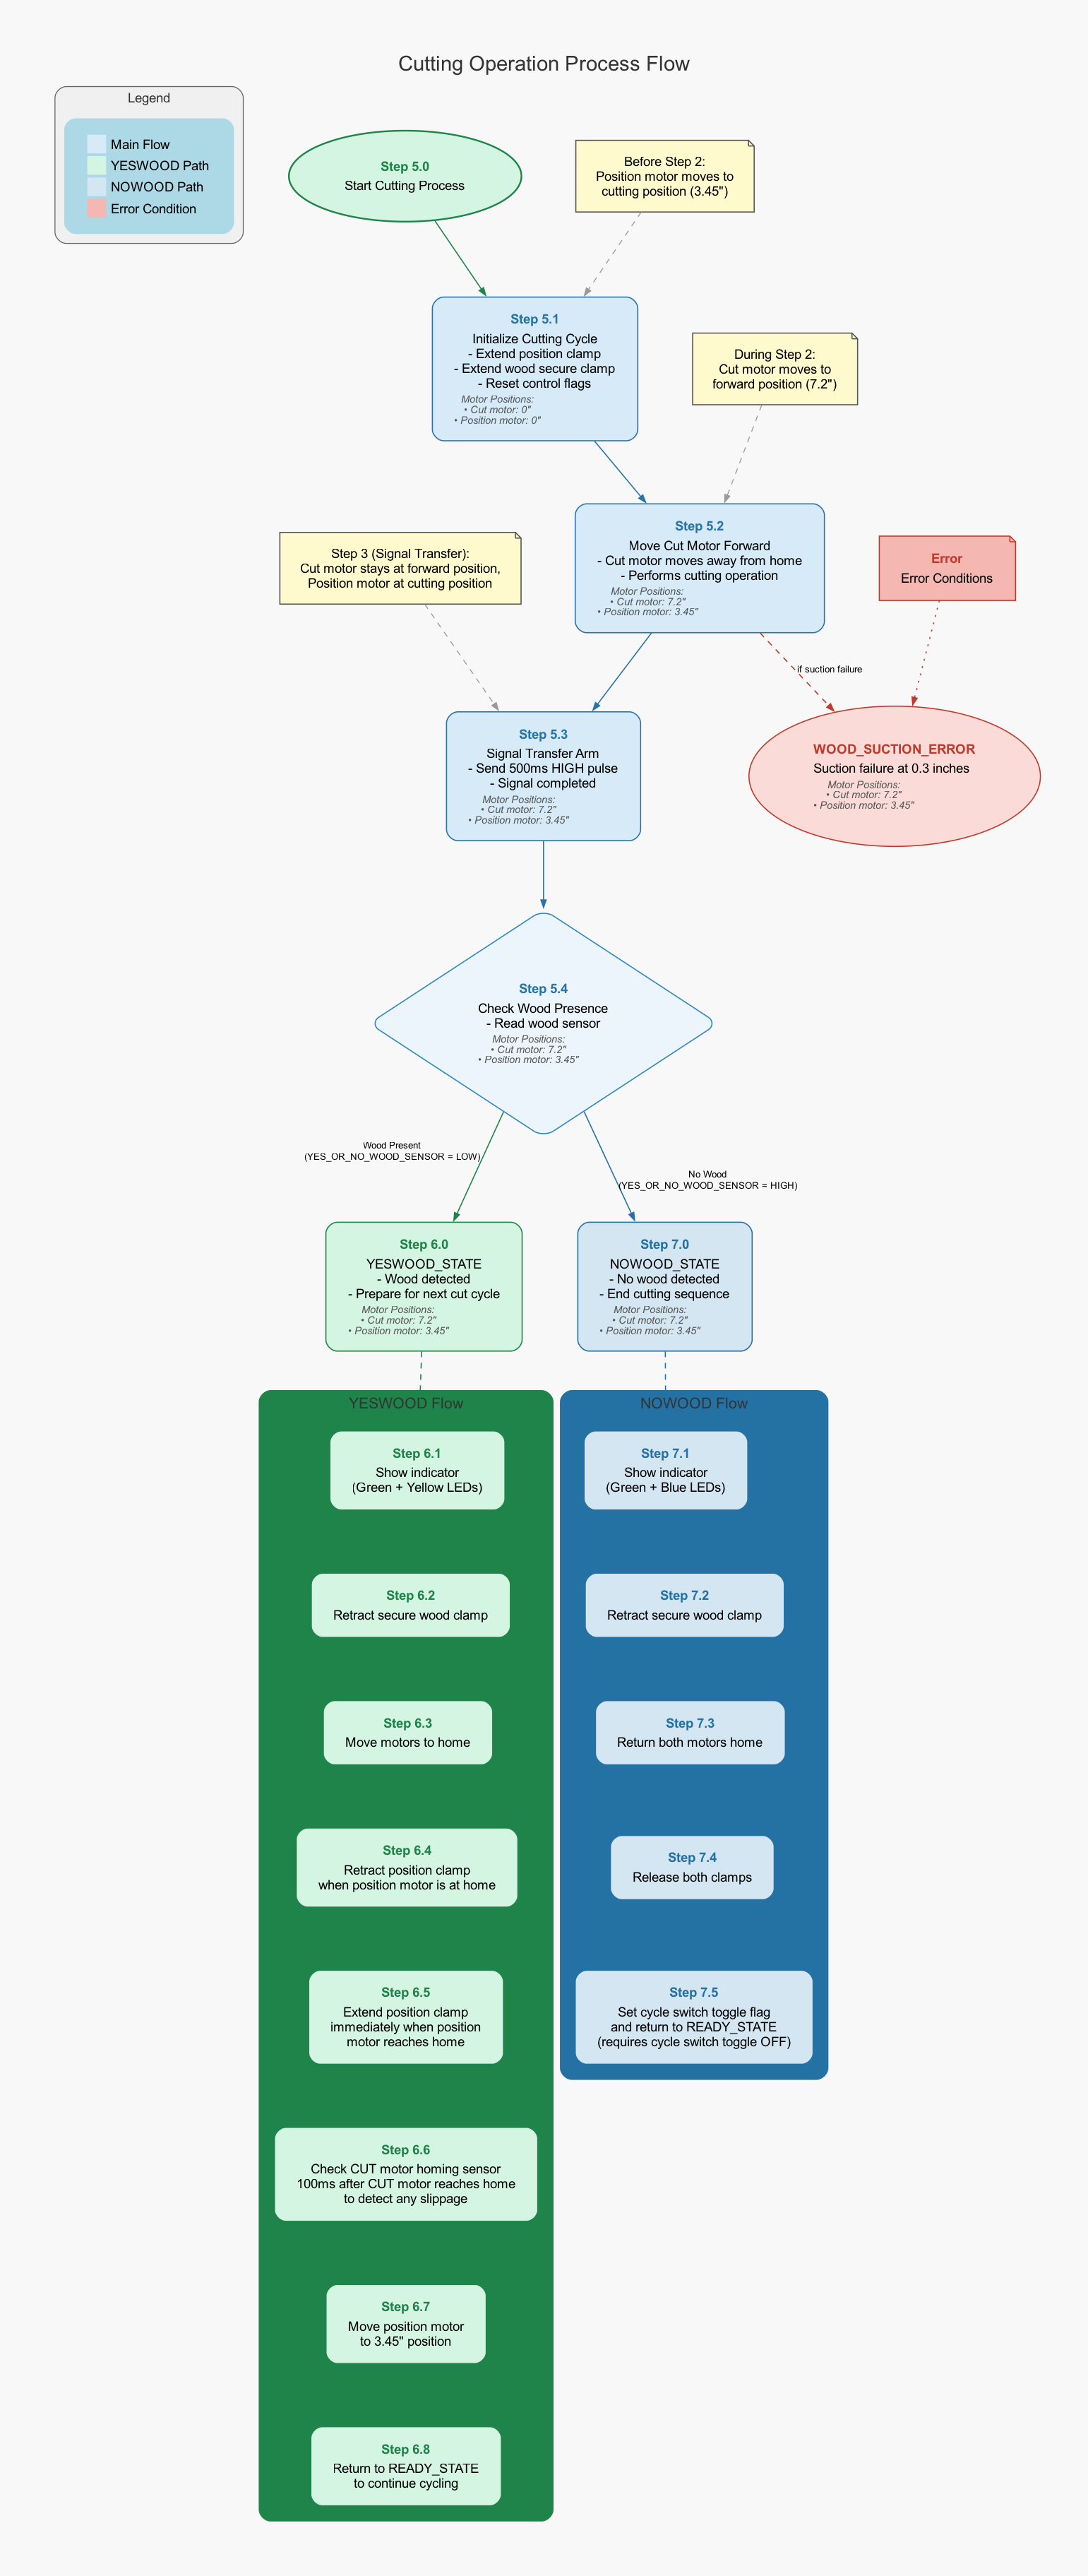 Cutting Operation Process Flow
Legend
Main Flow
YESWOOD Path
NOWOOD Path
Error Condition
Step 5.0
Start Cutting Process
Before Step 2:
Position motor moves to
cutting position (3.45")
Step 5.1
Initialize Cutting Cycle
- Extend position clamp
- Extend wood secure clamp
- Reset control flags
Motor Positions:
• Cut motor: 0"
• Position motor: 0"
During Step 2:
Cut motor moves to
forward position (7.2")
Step 5.2
Move Cut Motor Forward
- Cut motor moves away from home
- Performs cutting operation
Motor Positions:
• Cut motor: 7.2"
• Position motor: 3.45"
Step 3 (Signal Transfer):
Cut motor stays at forward position,
Position motor at cutting position
Error
Error Conditions
if suction failure
Step 5.3
Signal Transfer Arm
- Send 500ms HIGH pulse
- Signal completed
Motor Positions:
• Cut motor: 7.2"
• Position motor: 3.45"
WOOD_SUCTION_ERROR
Suction failure at 0.3 inches
Motor Positions:
• Cut motor: 7.2"
• Position motor: 3.45"
Step 5.4
Check Wood Presence
- Read wood sensor
Motor Positions:
• Cut motor: 7.2"
• Position motor: 3.45"
Wood Present
(YES_OR_NO_WOOD_SENSOR = LOW)
No Wood
(YES_OR_NO_WOOD_SENSOR = HIGH)
Step 6.0
YESWOOD_STATE
- Wood detected
- Prepare for next cut cycle
Motor Positions:
• Cut motor: 7.2"
• Position motor: 3.45"
Step 7.0
NOWOOD_STATE
- No wood detected
- End cutting sequence
Motor Positions:
• Cut motor: 7.2"
• Position motor: 3.45"
YESWOOD Flow
Step 6.1
Show indicator
(Green + Yellow LEDs)
Step 6.2
Retract secure wood clamp
Step 6.3
Move motors to home
Step 6.4
Retract position clamp
when position motor is at home
Step 6.5
Extend position clamp
immediately when position
motor reaches home
Step 6.6
Check CUT motor homing sensor
100ms after CUT motor reaches home
to detect any slippage
Step 6.7
Move position motor
to 3.45" position
Step 6.8
Return to READY_STATE
to continue cycling
NOWOOD Flow
Step 7.1
Show indicator
(Green + Blue LEDs)
Step 7.2
Retract secure wood clamp
Step 7.3
Return both motors home
Step 7.4
Release both clamps
Step 7.5
Set cycle switch toggle flag
and return to READY_STATE
(requires cycle switch toggle OFF)